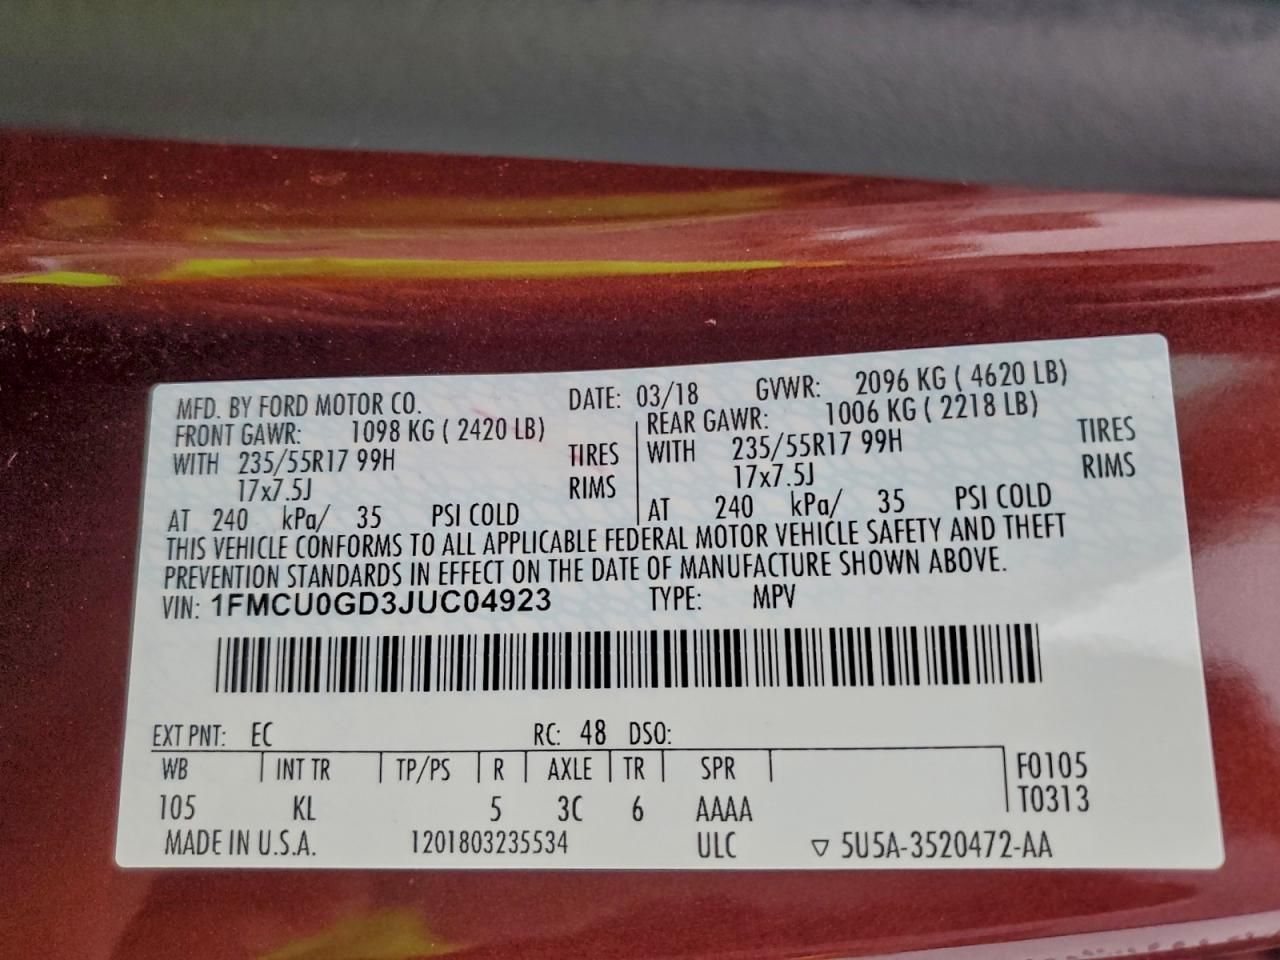 MFD. BY FORD MOTOR CO. DATE: 03/18 GVWR: 2096 KG ( 4620 LB)
FRONT GAWR: 1098 KG ( 2420 LB) REAR GAWR: 1006 KG ( 2218 LB)
WITH 235/55R17 99H TIRES WITH 235/55R17 99H TIRES
17x7.5J RIMS 17x7.5J RIMS
AT 240 kPa/ 35 PSI COLD AT 240 kPa/ 35 PSI COLD
THIS VEHICLE CONFORMS TO ALL APPLICABLE FEDERAL MOTOR VEHICLE SAFETY AND THEFT
PREVENTION STANDARDS IN EFFECT ON THE DATE OF MANUFACTURE SHOWN ABOVE.
VIN: 1FMCU0GD3JUC04923 TYPE: MPV
EXT PNT: EC RC: 48 DSO:
WB INT TR TP/PS R AXLE TR SPR F0105
105 KL 5 3C 6 AAAA T0313
MADE IN U.S.A. 1201803235534 ULC ▽ 5U5A-3520472-AA